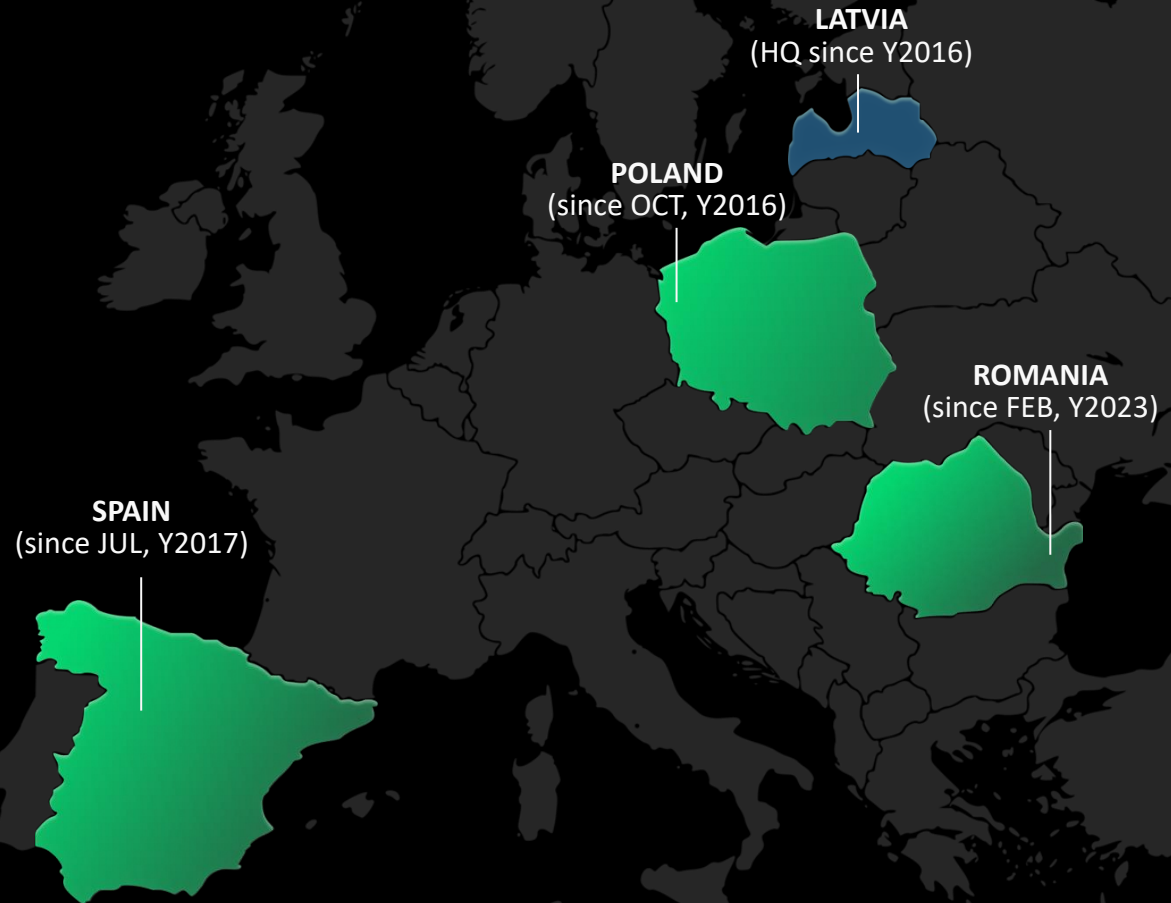 LATVIA
(HQ since Y2016)
POLAND
(since OCT, Y2016)
ROMANIA
(since FEB, Y2023)
SPAIN
(since JUL, Y2017)